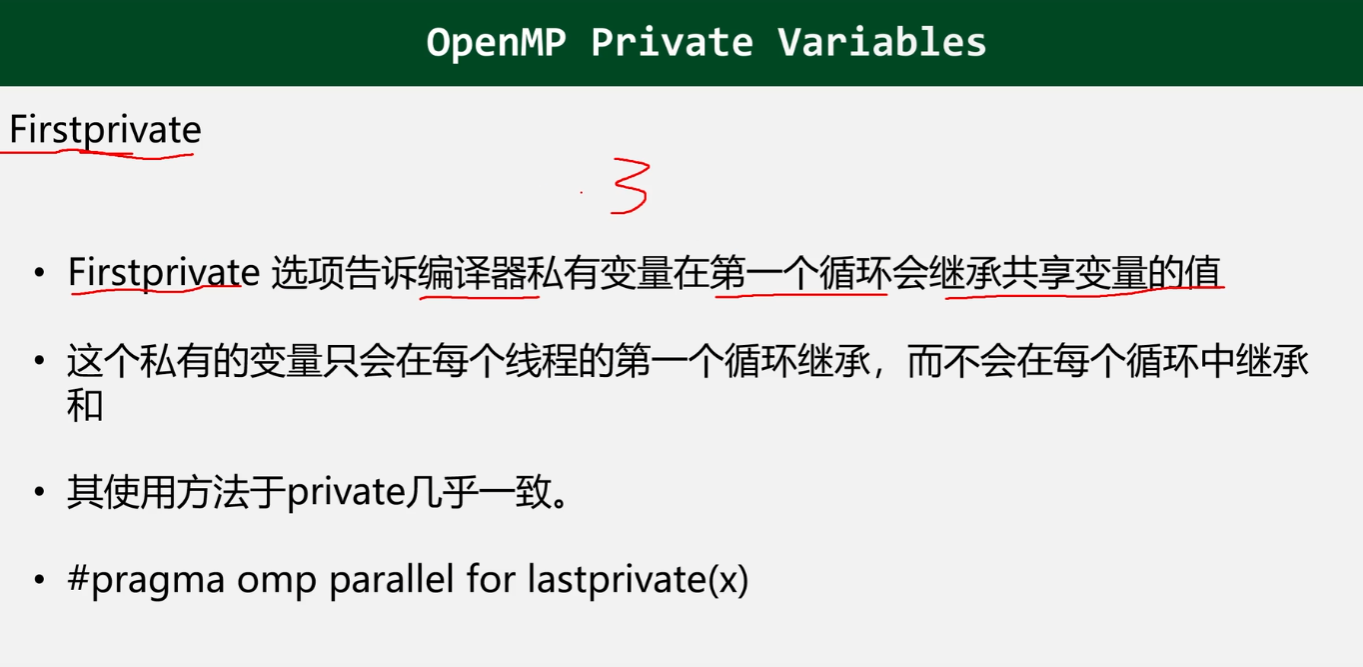 OpenMP Private Variables
Firstprivate
3
• Firstprivate 选项告诉编译器私有变量在第一个循环会继承共享变量的值
• 这个私有的变量只会在每个线程的第一个循环继承，而不会在每个循环中继承
和
• 其使用方法于private几乎一致。
• #pragma omp parallel for lastprivate(x)